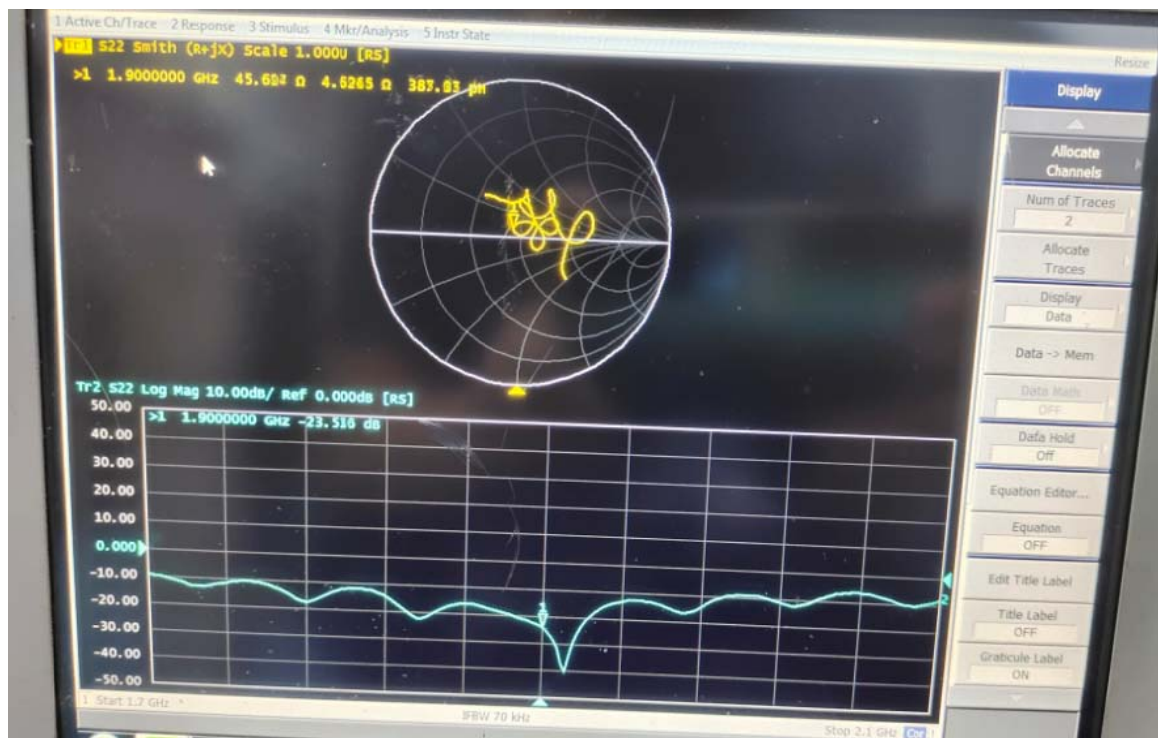 1 Active Ch/Trace 2 Response 3 Stimulus 4 Mkr/Analysis 5 Instr State
Resize
Tr1 S22 Smith (R+jX) Scale 1.000U [RS]
>1 1.9000000 GHz Ω 4.6265 Ω
Tr2 S22 Log Mag 10.00dB/ Ref 0.000dB [RS]
>1 1.9000000 GHz -23.516 dB
50.00
40.00
30.00
20.00
10.00
0.000
-10.00
-20.00
-30.00
-40.00
-50.00
1
2
1 Start 1.7 GHz
IFBW 70 kHz
Stop 2.1 GHz Cor !
Display
Allocate
Channels
Num of Traces
2
Allocate
Traces
Display
Data
Data -> Mem
Data Math
OFF
Data Hold
Off
Equation Editor...
Equation
OFF
Edit Title Label
Title Label
OFF
Graticule Label
ON